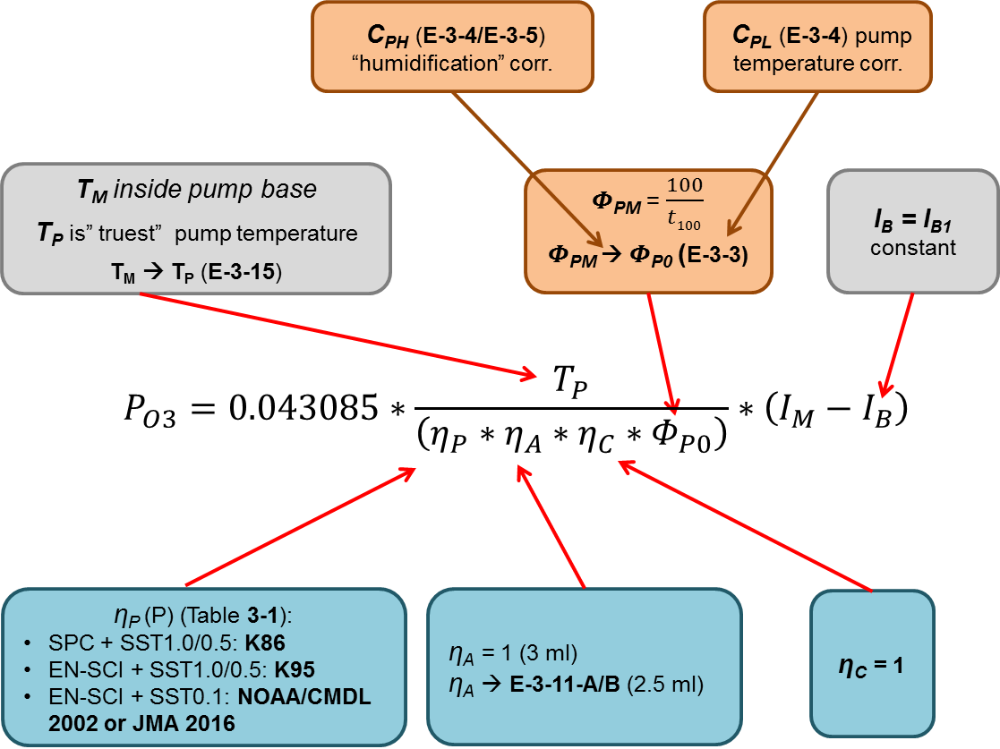 C_PH (E-3-4/E-3-5)
“humidification” corr.
C_PL (E-3-4) pump
temperature corr.
T_M inside pump base
T_P is” truest” pump temperature
T_M → T_P (E-3-15)
Φ_PM = 100/t_100
Φ_PM → Φ_P0 (E-3-3)
I_B = I_B1
constant
P_O3 = 0.043085 * T_P/(η_P * η_A * η_C * Φ_P0) * (I_M − I_B)
η_P (P) (Table 3-1):
• SPC + SST1.0/0.5: K86
• EN-SCI + SST1.0/0.5: K95
• EN-SCI + SST0.1: NOAA/CMDL
2002 or JMA 2016
η_A = 1 (3 ml)
η_A → E-3-11-A/B (2.5 ml)
η_C = 1